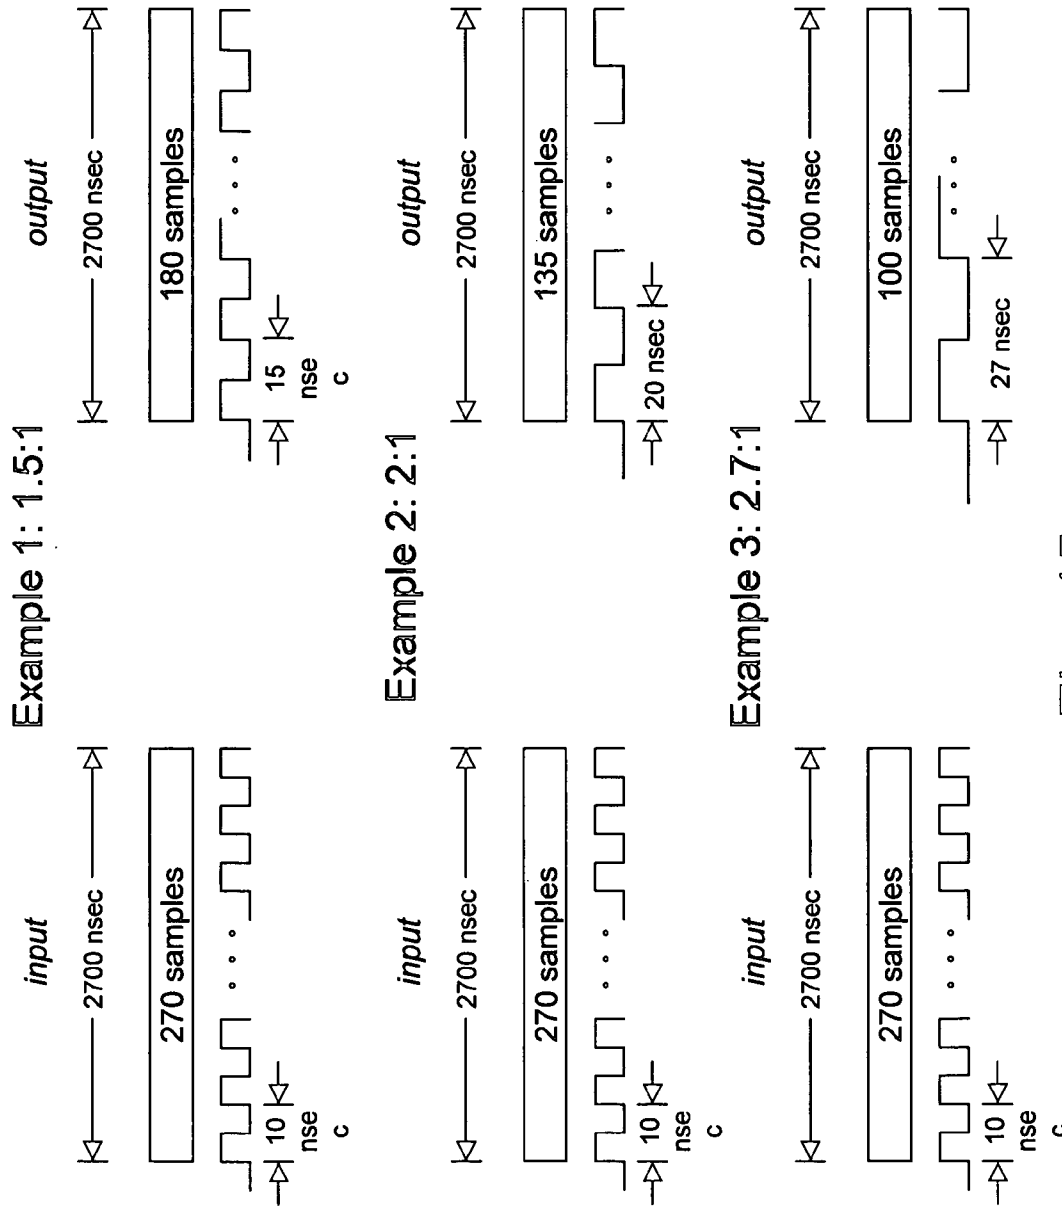 Example 1: 1.5:1
input
output
2700 nsec
2700 nsec
270 samples
180 samples
10
nse
c
15
nse
c
Example 2: 2:1
input
output
2700 nsec
2700 nsec
270 samples
135 samples
10
nse
c
20 nsec
Example 3: 2.7:1
input
output
2700 nsec
2700 nsec
270 samples
100 samples
10
nse
c
27 nsec